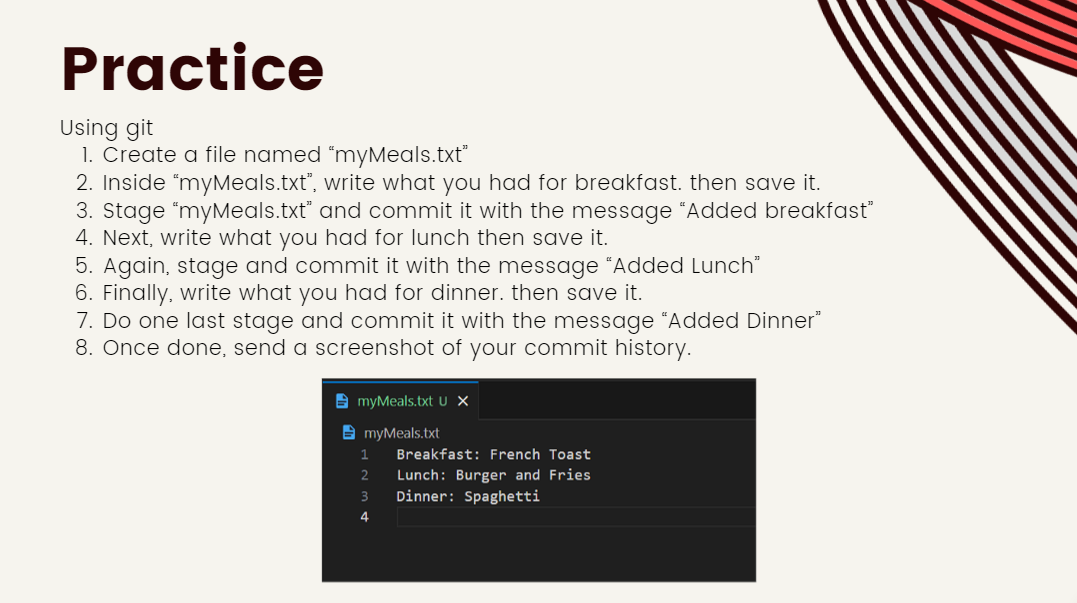 Practice
Using git
1. Create a file named “myMeals.txt”
2. Inside “myMeals.txt”, write what you had for breakfast. then save it.
3. Stage “myMeals.txt” and commit it with the message “Added breakfast”
4. Next, write what you had for lunch then save it.
5. Again, stage and commit it with the message “Added Lunch”
6. Finally, write what you had for dinner. then save it.
7. Do one last stage and commit it with the message “Added Dinner”
8. Once done, send a screenshot of your commit history.
myMeals.txt U ✕
myMeals.txt
1 Breakfast: French Toast
2 Lunch: Burger and Fries
3 Dinner: Spaghetti
4